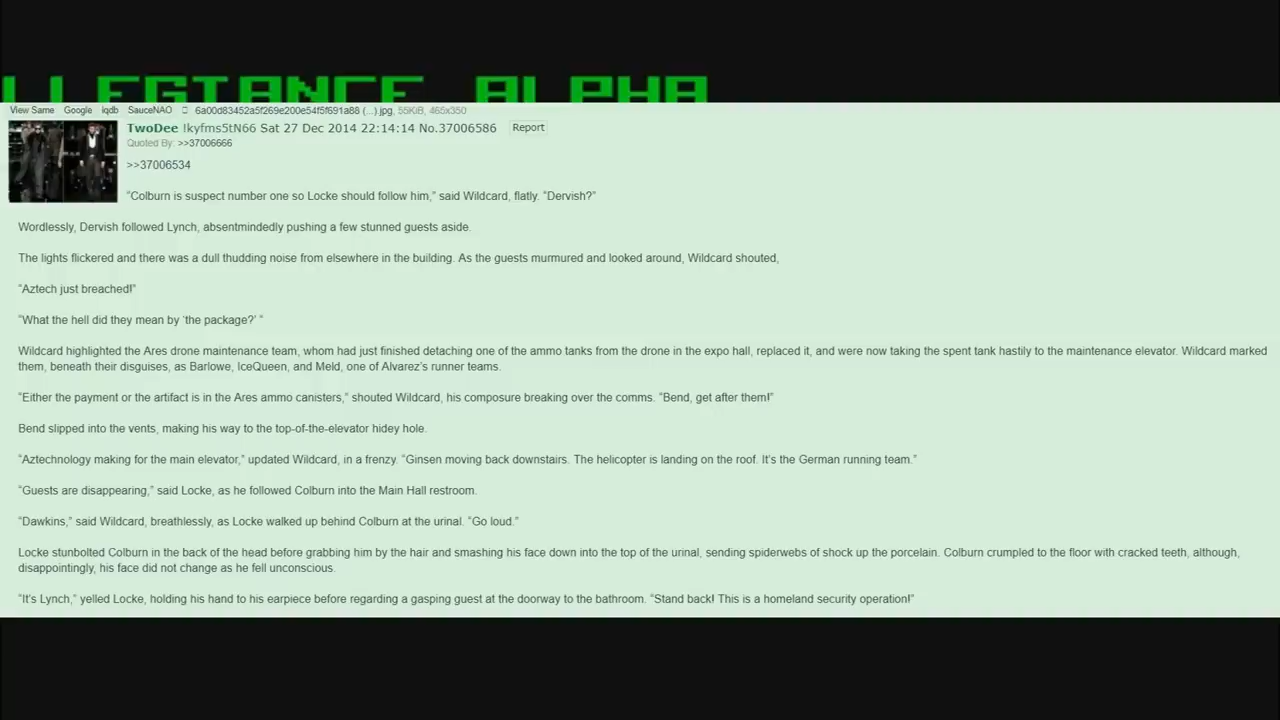 LLEGIANCE ALPHA
View Same Google iqdb SauceNAO 6a00d83452a5f269e200e54f5f691a88 (...).jpg, 55KiB, 465x350
TwoDee !kyfms5tN66 Sat 27 Dec 2014 22:14:14 No.37006586 Report
Quoted By: >>37006666
>>37006534
“Colburn is suspect number one so Locke should follow him,” said Wildcard, flatly. “Dervish?”
Wordlessly, Dervish followed Lynch, absentmindedly pushing a few stunned guests aside.
The lights flickered and there was a dull thudding noise from elsewhere in the building. As the guests murmured and looked around, Wildcard shouted,
“Aztech just breached!”
“What the hell did they mean by ‘the package?’ “
Wildcard highlighted the Ares drone maintenance team, whom had just finished detaching one of the ammo tanks from the drone in the expo hall, replaced it, and were now taking the spent tank hastily to the maintenance elevator. Wildcard marked
them, beneath their disguises, as Barlowe, IceQueen, and Meld, one of Alvarez’s runner teams.
“Either the payment or the artifact is in the Ares ammo canisters,” shouted Wildcard, his composure breaking over the comms. “Bend, get after them!”
Bend slipped into the vents, making his way to the top-of-the-elevator hidey hole.
“Aztechnology making for the main elevator,” updated Wildcard, in a frenzy. “Ginsen moving back downstairs. The helicopter is landing on the roof. It’s the German running team.”
“Guests are disappearing,” said Locke, as he followed Colburn into the Main Hall restroom.
“Dawkins,” said Wildcard, breathlessly, as Locke walked up behind Colburn at the urinal. “Go loud.”
Locke stunbolted Colburn in the back of the head before grabbing him by the hair and smashing his face down into the top of the urinal, sending spiderwebs of shock up the porcelain. Colburn crumpled to the floor with cracked teeth, although,
disappointingly, his face did not change as he fell unconscious.
“It’s Lynch,” yelled Locke, holding his hand to his earpiece before regarding a gasping guest at the doorway to the bathroom. “Stand back! This is a homeland security operation!”